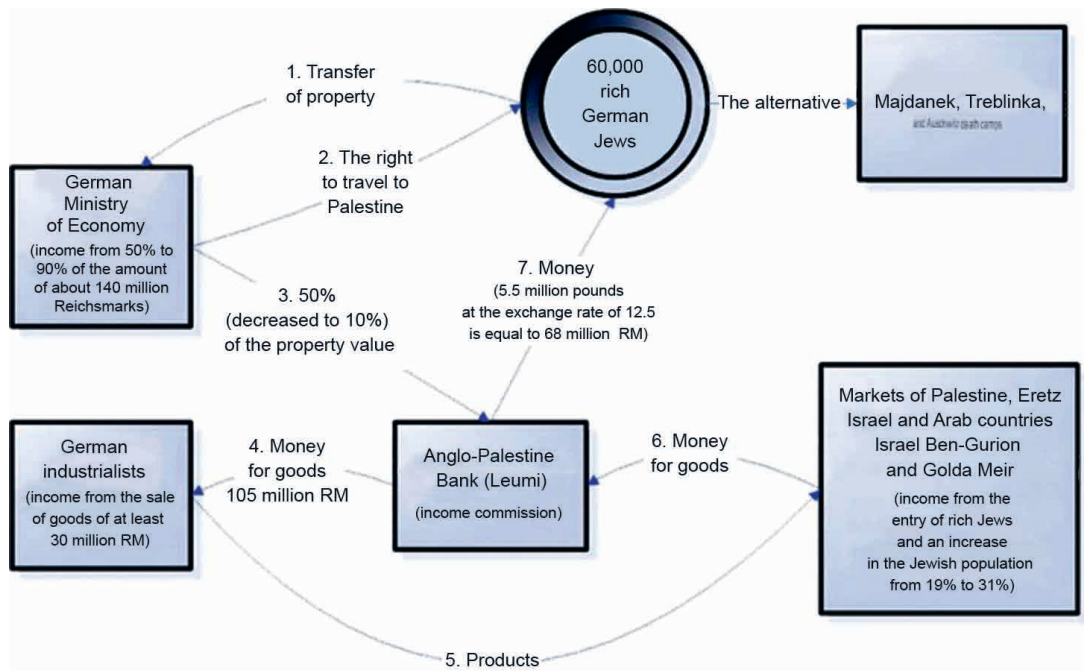 1. Transfer
of property
60,000
rich
German
Jews
The alternative
Majdanek, Treblinka,
and Auschwitz death camps
2. The right
to travel to
Palestine
German
Ministry
of Economy
(income from 50% to
90% of the amount
of about 140 million
Reichsmarks)
3. 50%
(decreased to 10%)
of the property value
7. Money
(5.5 million pounds
at the exchange rate of 12.5
is equal to 68 million RM)
German
industrialists
(income from the sale
of goods of at least
30 million RM)
4. Money
for goods
105 million RM
Anglo-Palestine
Bank (Leumi)
(income commission)
6. Money
for goods
Markets of Palestine, Eretz
Israel and Arab countries
Israel Ben-Gurion
and Golda Meir
(income from the
entry of rich Jews
and an increase
in the Jewish population
from 19% to 31%)
5. Products